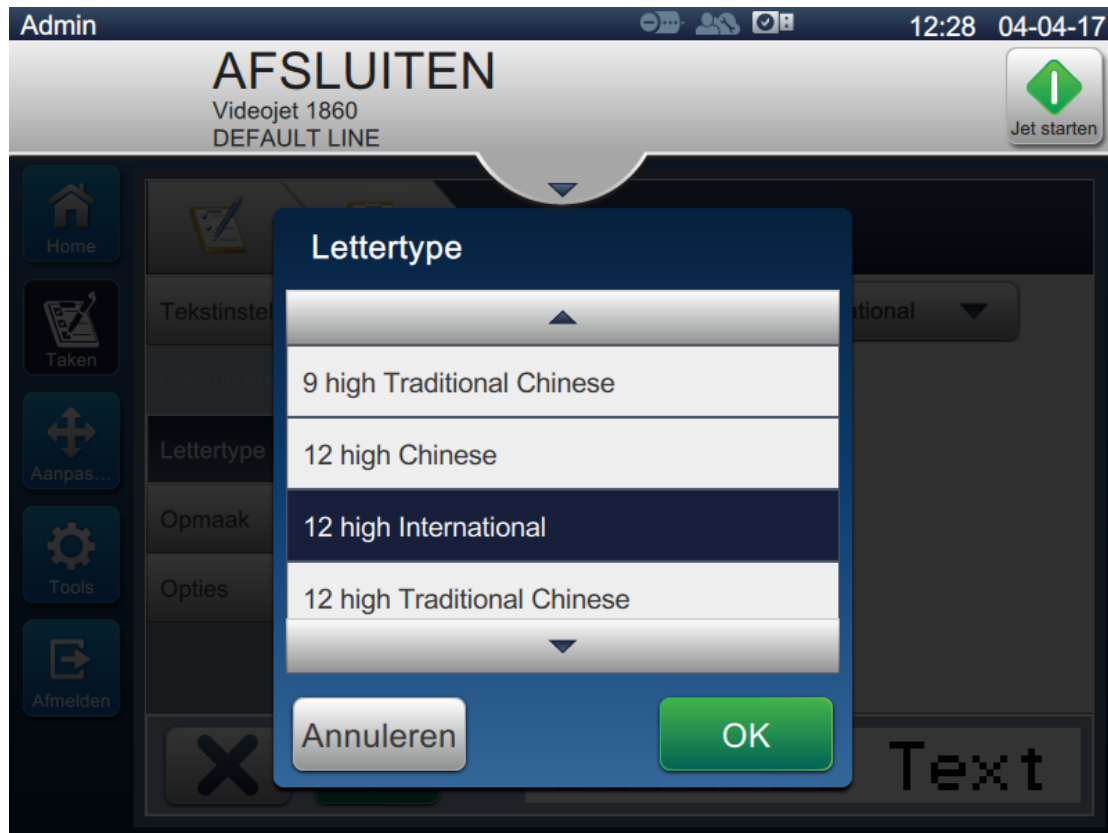 Admin 12:28 04-04-17
AFSLUITEN
Videojet 1860
DEFAULT LINE
Jet starten
Home
Taken
Aanpas...
Tools
Afmelden
Lettertype
9 high Traditional Chinese
12 high Chinese
12 high International
12 high Traditional Chinese
Annuleren OK
Tekstinstel
ational
Lettertype
Opmaak
Opties
Text